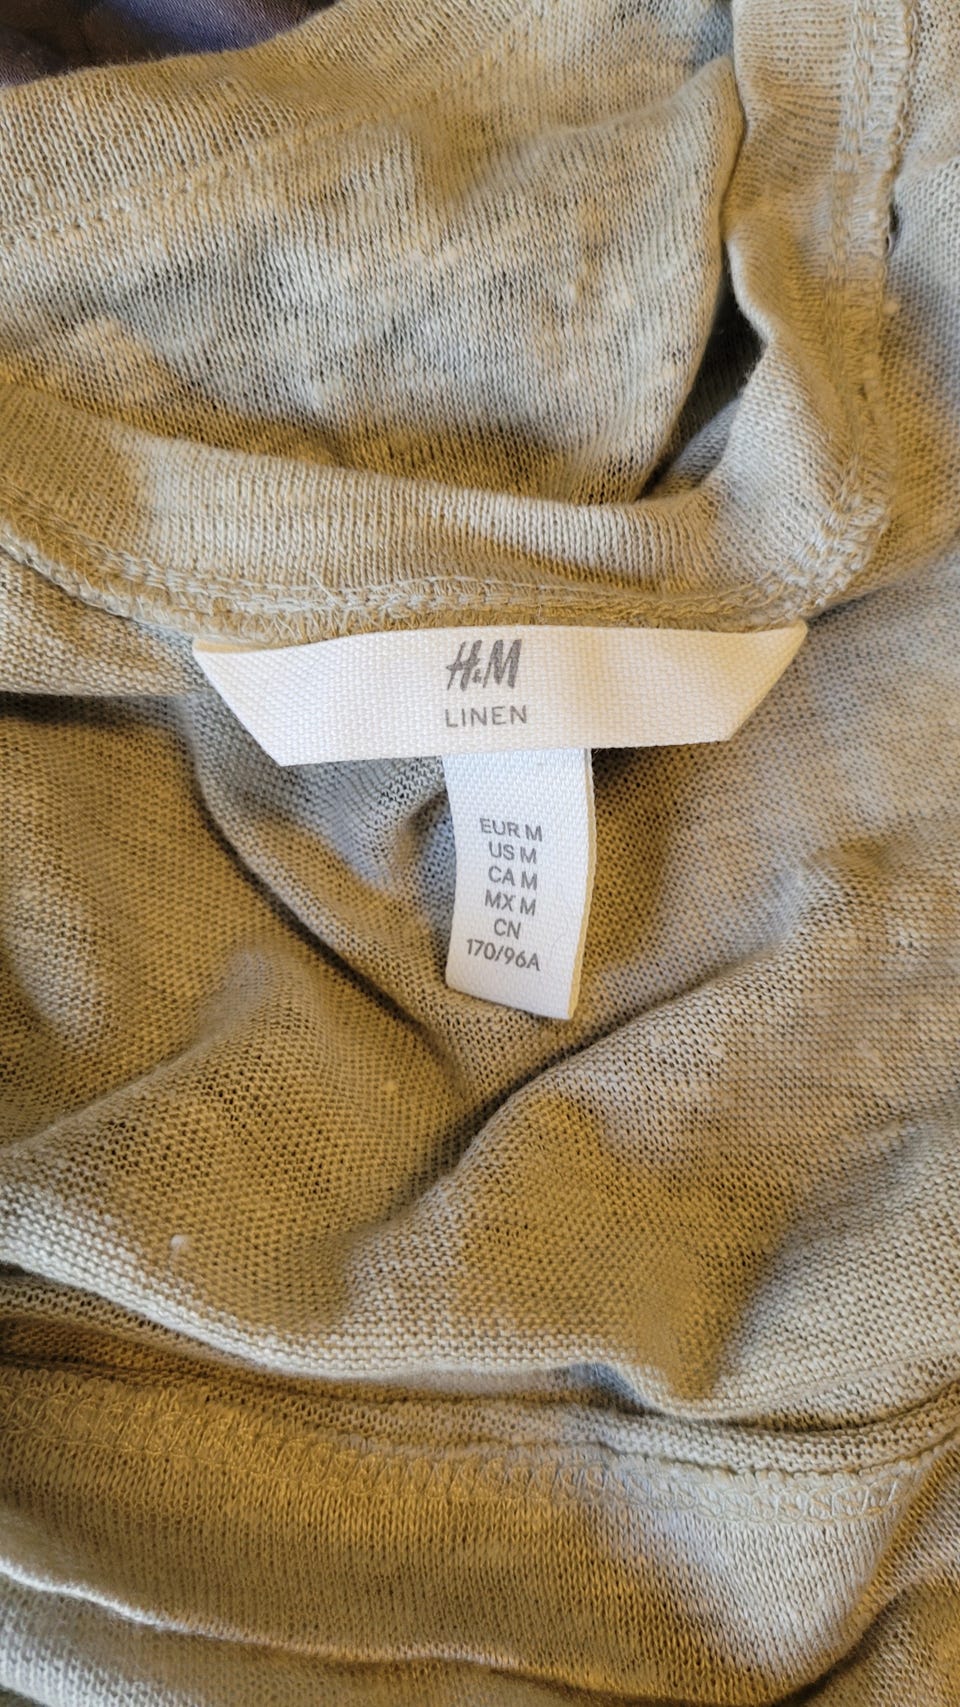 H&M
LINEN
EUR M
US M
CA M
MX M
CN
170/96A